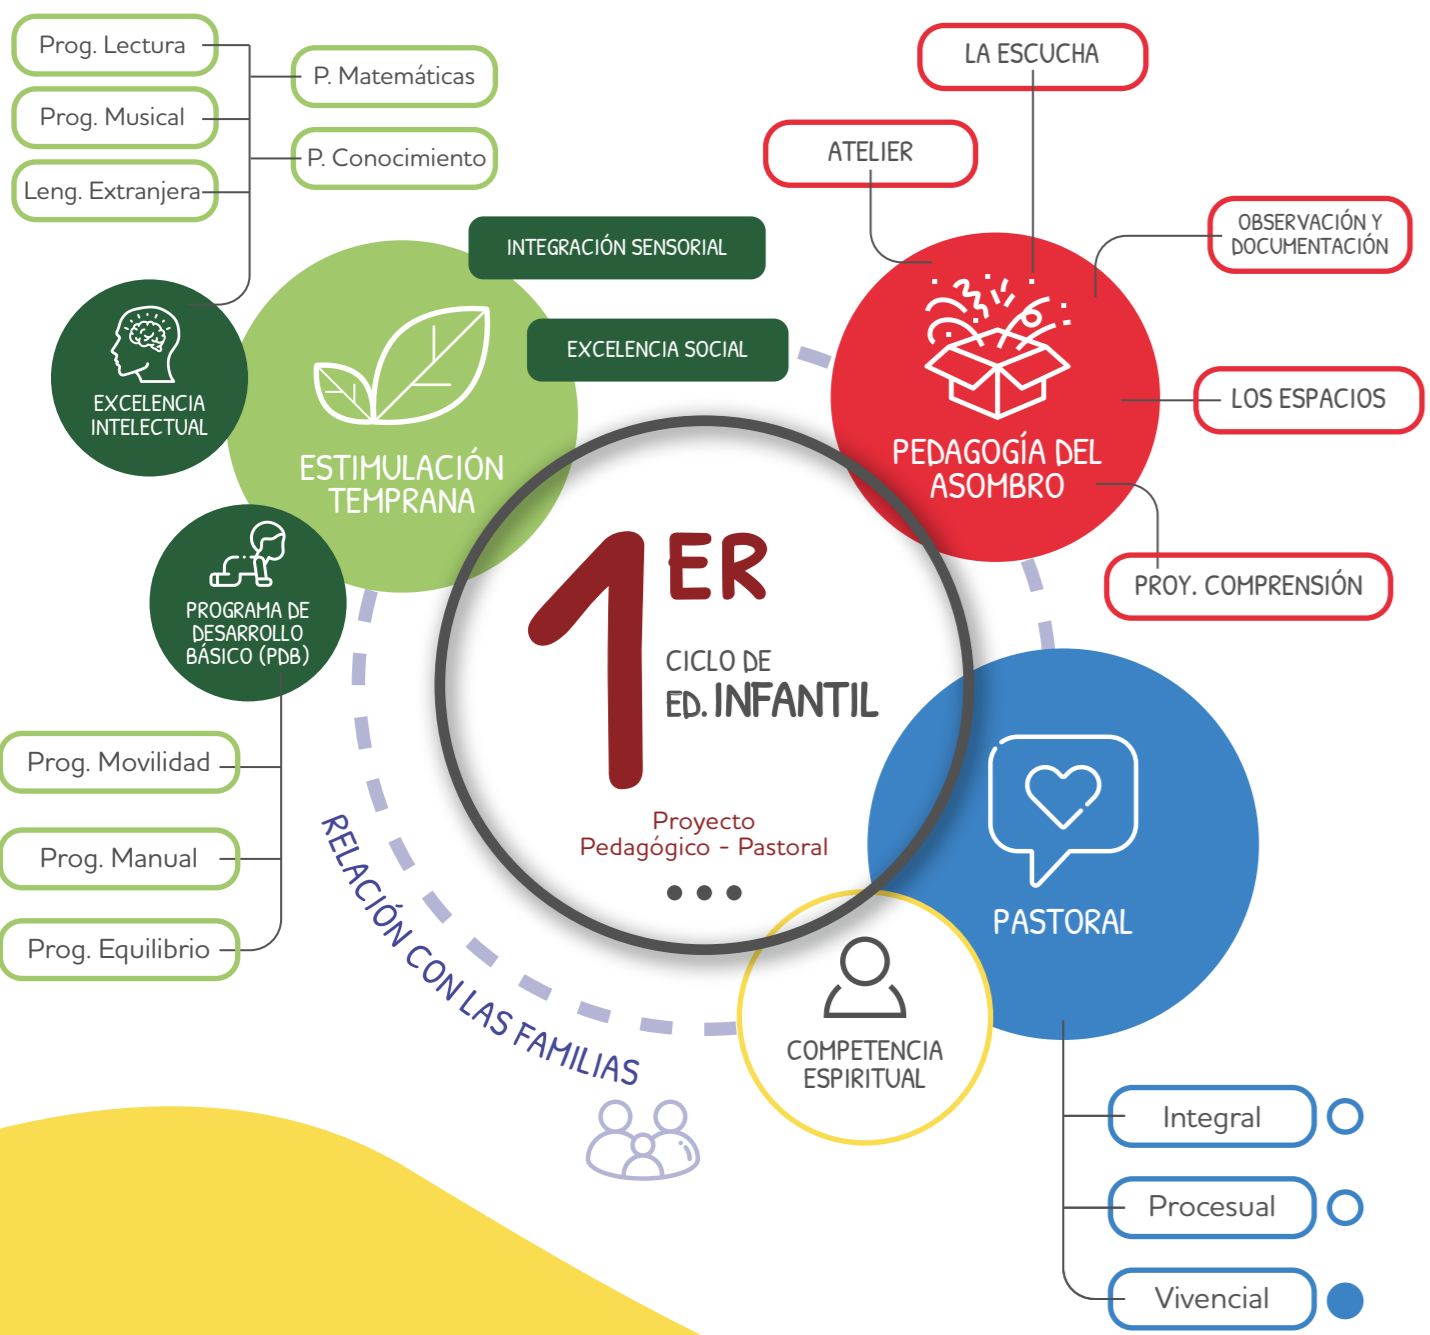 Prog. Lectura
P. Matemáticas
Prog. Musical
P. Conocimiento
Leng. Extranjera
LA ESCUCHA
ATELIER
OBSERVACIÓN Y
DOCUMENTACIÓN
INTEGRACIÓN SENSORIAL
EXCELENCIA SOCIAL
EXCELENCIA
INTELECTUAL
ESTIMULACIÓN
TEMPRANA
PEDAGOGÍA DEL
ASOMBRO
LOS ESPACIOS
PROY. COMPRENSIÓN
PROGRAMA DE
DESARROLLO
BÁSICO (PDB)
1ER
CICLO DE
ED. INFANTIL
Proyecto
Pedagógico - Pastoral
Prog. Movilidad
Prog. Manual
Prog. Equilibrio
RELACIÓN CON LAS FAMILIAS
PASTORAL
COMPETENCIA
ESPIRITUAL
Integral
Procesual
Vivencial